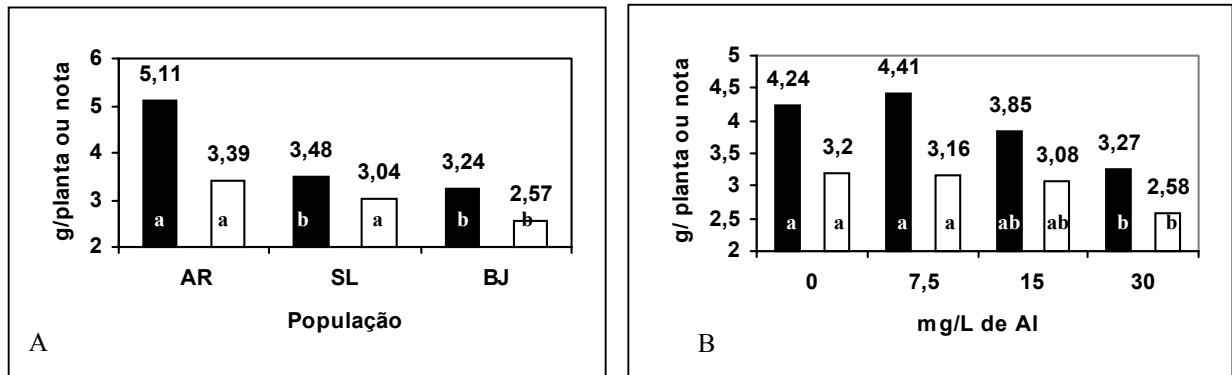 g/planta ou nota
6
5
4
3
2
5,11
3,39
3,48
3,04
3,24
2,57
a
a
b
a
b
b
AR
SL
BJ
População
A
g/ planta ou nota
5
4,5
4
3,5
3
2,5
2
4,24
3,2
4,41
3,16
3,85
3,08
3,27
2,58
a
a
a
a
ab
ab
b
b
0
7,5
15
30
mg/L de Al
B